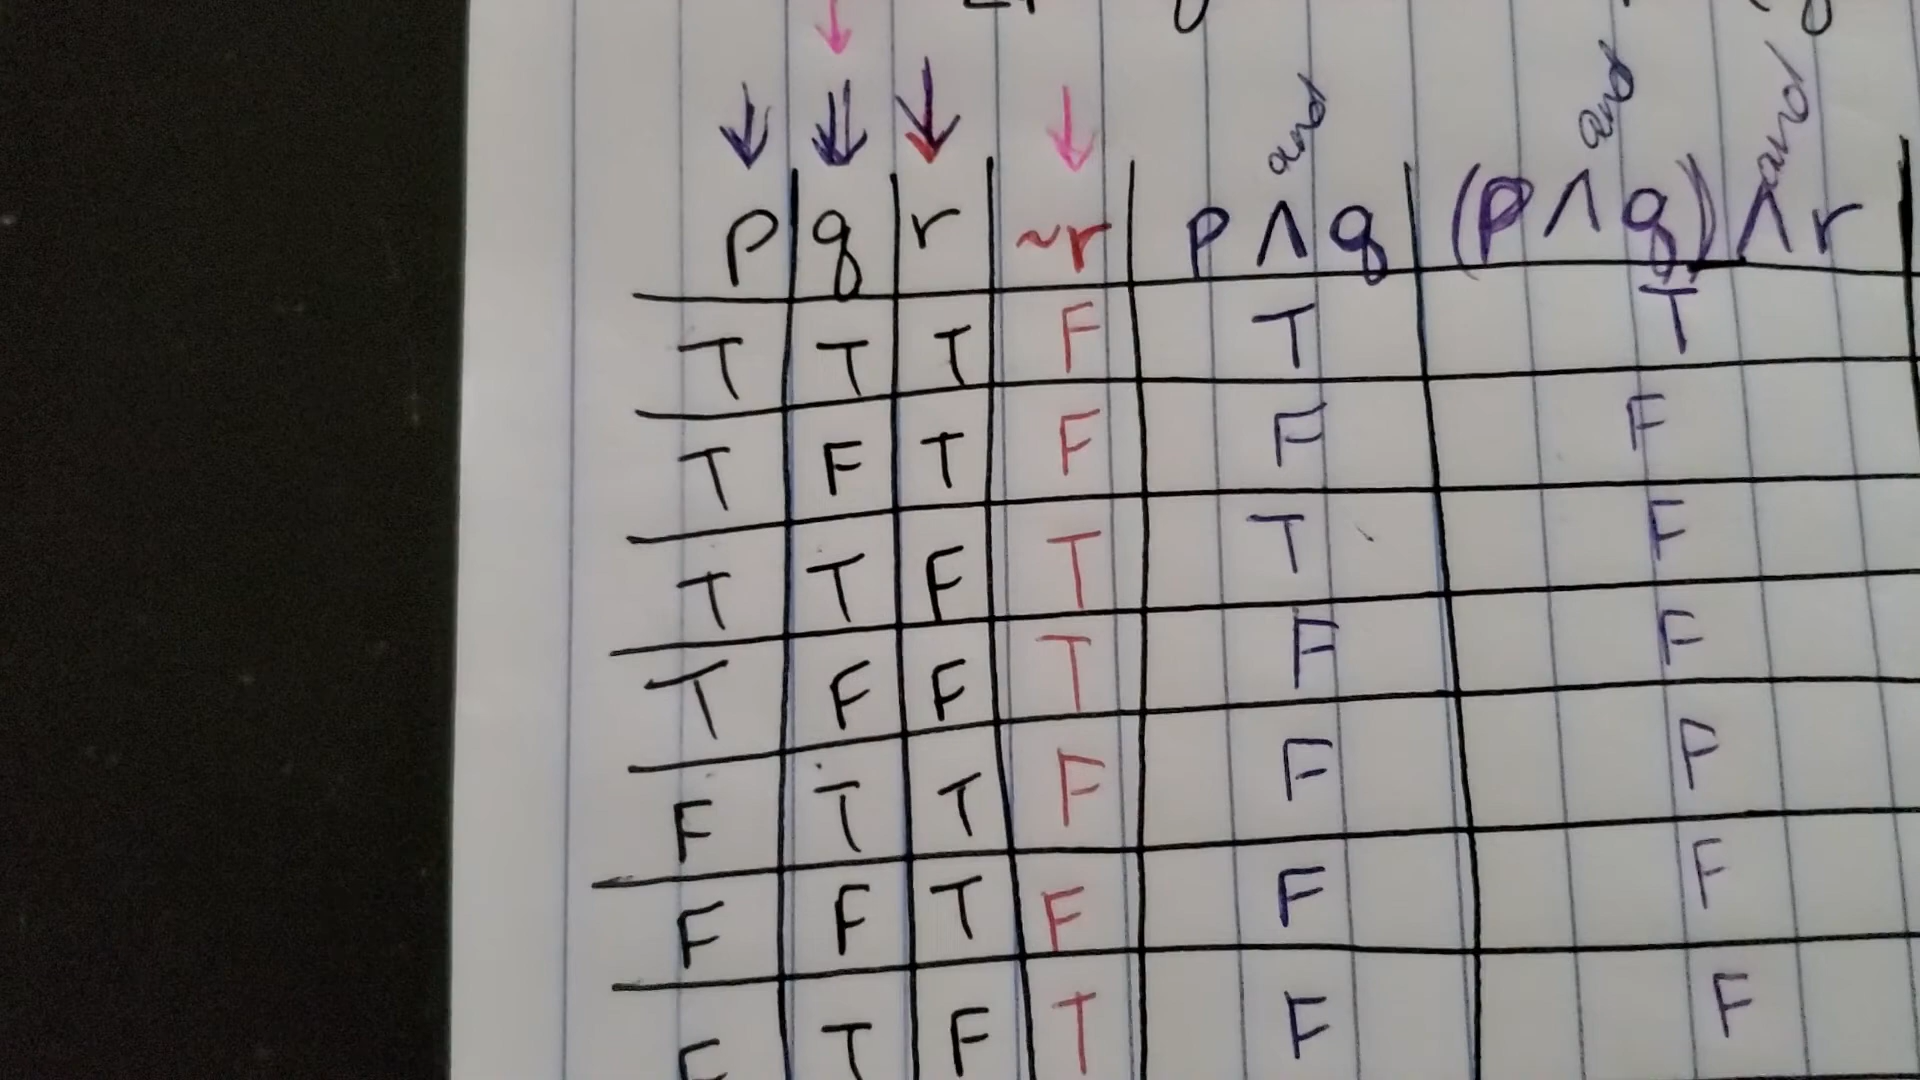 and and and
p q r ~r p ∧ q (p ∧ q) ∧ r
T T T F T T
T F T F F F
T T F T T F
T F F T F F
F T T F F F
F F T F F F
F T F T F F